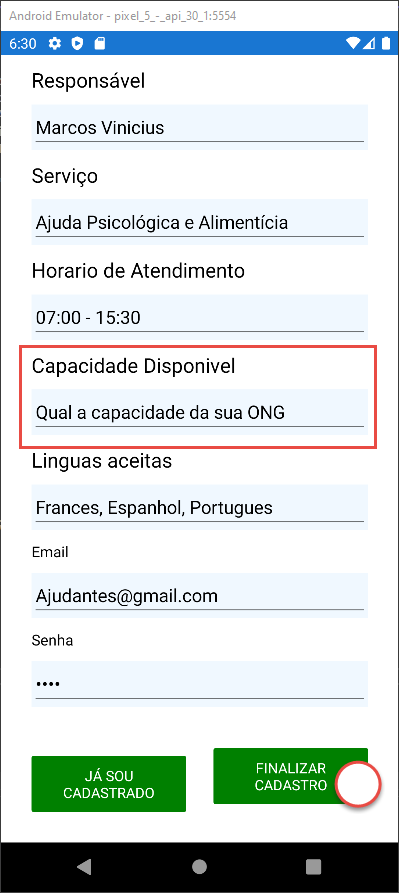 Android Emulator - pixel_5_-_api_30_1:5554
6:30
Responsável
Marcos Vinicius
Serviço
Ajuda Psicológica e Alimentícia
Horario de Atendimento
07:00 - 15:30
Capacidade Disponivel
Qual a capacidade da sua ONG
Linguas aceitas
Frances, Espanhol, Portugues
Email
Ajudantes@gmail.com
Senha
••••
JÁ SOU
CADASTRADO
FINALIZAR
CADASTRO